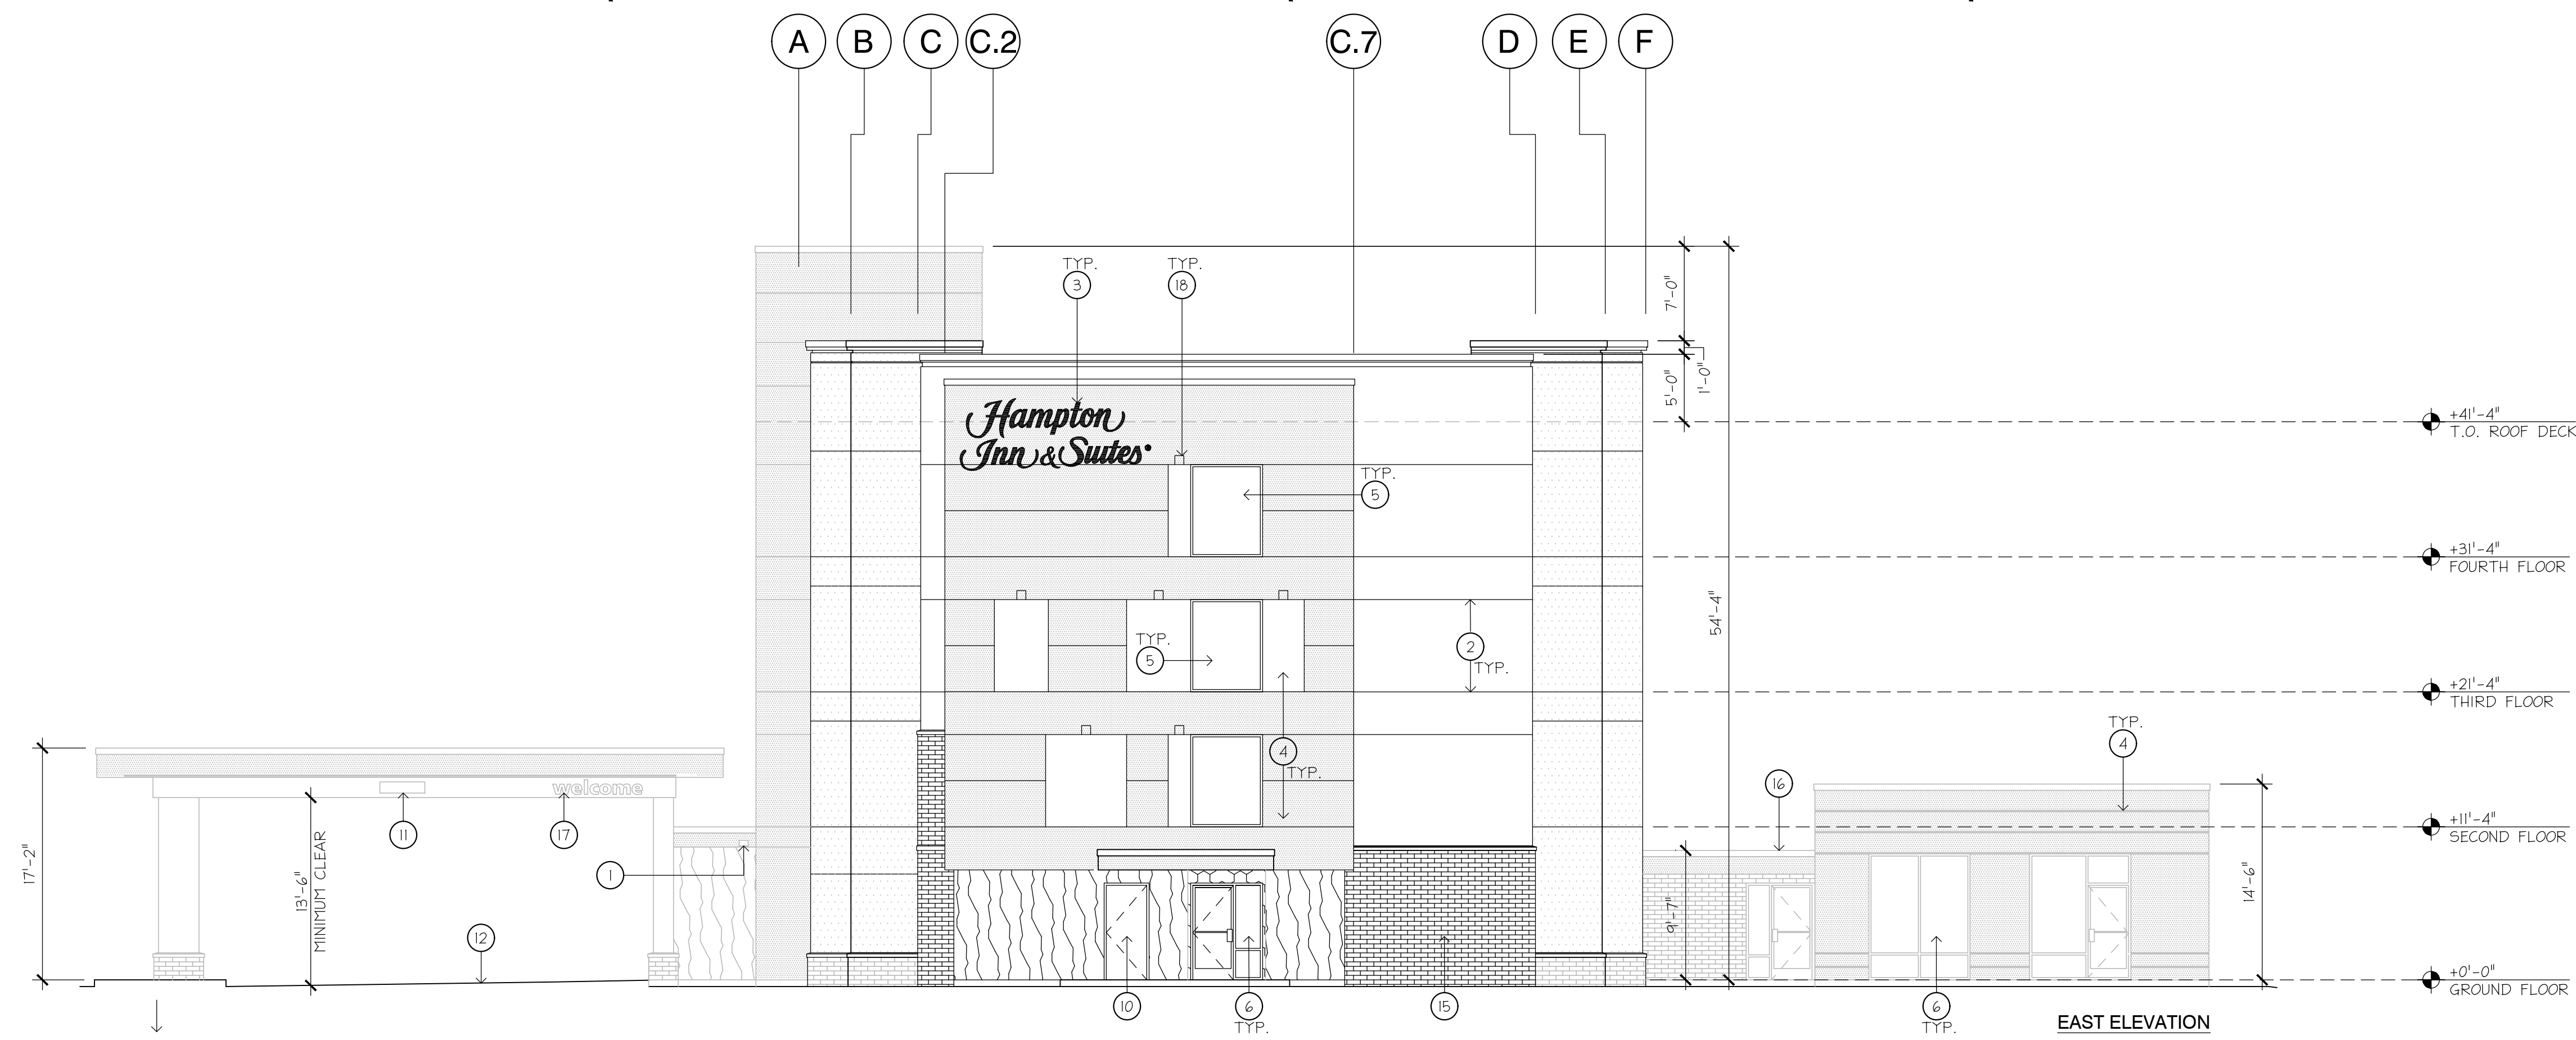 A B C C.2 C.7 D E F
TYP.
3
TYP.
18
7'-0"
1'-0"
5'-0"
Hampton
Inn & Suites
+41'-4"
T.O. ROOF DECK
TYP.
5
+31'-4"
FOURTH FLOOR
54'-4"
TYP.
5
2
TYP.
+21'-4"
THIRD FLOOR
4
TYP.
TYP.
4
17'-2"
welcome
11
17
13'-6"
MINIMUM CLEAR
16
+11'-4"
SECOND FLOOR
1
14'-6"
9'-7"
12
+0'-0"
GROUND FLOOR
10
6
TYP.
15
6
TYP.
EAST ELEVATION